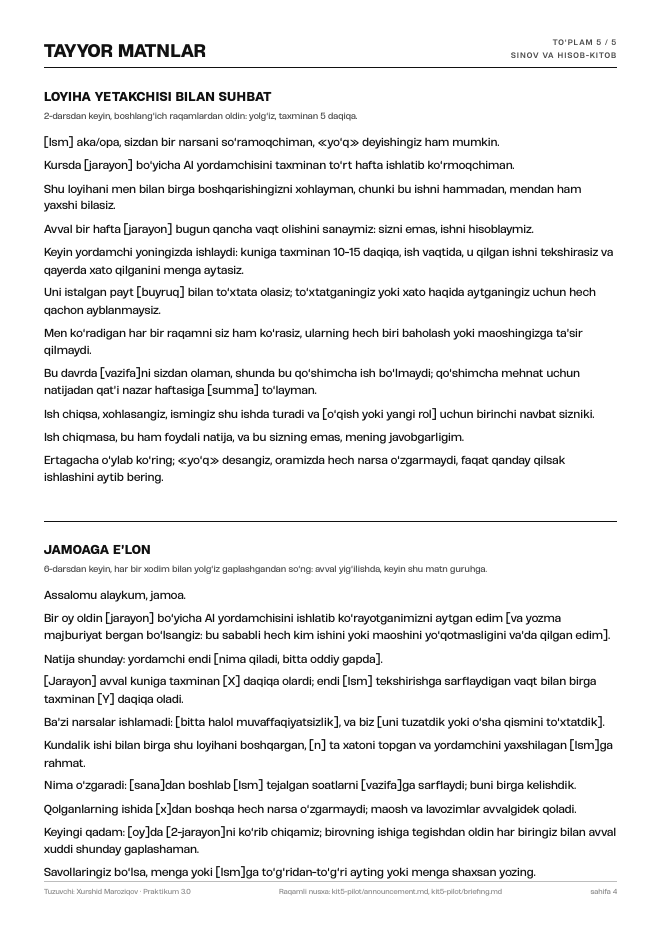 TAYYOR MATNLAR
TO‘PLAM 5 / 5
SINOV VA HISOB-KITOB
LOYIHA YETAKCHISI BILAN SUHBAT
2-darsdan keyin, boshlang‘ich raqamlardan oldin: yolg‘iz, taxminan 5 daqiqa.
[Ism] aka/opa, sizdan bir narsani so‘ramoqchiman, «yo‘q» deyishingiz ham mumkin.
Kursda [jarayon] bo‘yicha AI yordamchisini taxminan to‘rt hafta ishlatib ko‘rmoqchiman.
Shu loyihani men bilan birga boshqarishingizni xohlayman, chunki bu ishni hammadan, mendan ham
yaxshi bilasiz.
Avval bir hafta [jarayon] bugun qancha vaqt olishini sanaymiz: sizni emas, ishni hisoblaymiz.
Keyin yordamchi yoningizda ishlaydi: kuniga taxminan 10-15 daqiqa, ish vaqtida, u qilgan ishni tekshirasiz va
qayerda xato qilganini menga aytasiz.
Uni istalgan payt [buyruq] bilan to‘xtata olasiz; to‘xtatganingiz yoki xato haqida aytganingiz uchun hech
qachon ayblanmaysiz.
Men ko‘radigan har bir raqamni siz ham ko‘rasiz, ularning hech biri baholash yoki maoshingizga ta’sir
qilmaydi.
Bu davrda [vazifa]ni sizdan olaman, shunda bu qo‘shimcha ish bo‘lmaydi; qo‘shimcha mehnat uchun
natijadan qat’i nazar haftasiga [summa] to‘layman.
Ish chiqsa, xohlasangiz, ismingiz shu ishda turadi va [o‘qish yoki yangi rol] uchun birinchi navbat sizniki.
Ish chiqmasa, bu ham foydali natija, va bu sizning emas, mening javobgarligim.
Ertagacha o‘ylab ko‘ring; «yo‘q» desangiz, oramizda hech narsa o‘zgarmaydi, faqat qanday qilsak
ishlashini aytib bering.
JAMOAGA E’LON
6-darsdan keyin, har bir xodim bilan yolg‘iz gaplashgandan so‘ng: avval yig‘ilishda, keyin shu matn guruhga.
Assalomu alaykum, jamoa.
Bir oy oldin [jarayon] bo‘yicha AI yordamchisini ishlatib ko‘rayotganimizni aytgan edim [va yozma
majburiyat bergan bo‘lsangiz: bu sababli hech kim ishini yoki maoshini yo‘qotmasligini va’da qilgan edim].
Natija shunday: yordamchi endi [nima qiladi, bitta oddiy gapda].
[Jarayon] avval kuniga taxminan [X] daqiqa olardi; endi [Ism] tekshirishga sarflaydigan vaqt bilan birga
taxminan [Y] daqiqa oladi.
Ba’zi narsalar ishlamadi: [bitta halol muvaffaqiyatsizlik], va biz [uni tuzatdik yoki o‘sha qismini to‘xtatdik].
Kundalik ishi bilan birga shu loyihani boshqargan, [n] ta xatoni topgan va yordamchini yaxshilagan [Ism]ga
rahmat.
Nima o‘zgaradi: [sana]dan boshlab [Ism] tejalgan soatlarni [vazifa]ga sarflaydi; buni birga kelishdik.
Qolganlarning ishida [x]dan boshqa hech narsa o‘zgarmaydi; maosh va lavozimlar avvalgidek qoladi.
Keyingi qadam: [oy]da [2-jarayon]ni ko‘rib chiqamiz; birovning ishiga tegishdan oldin har biringiz bilan avval
xuddi shunday gaplashaman.
Savollaringiz bo‘lsa, menga yoki [Ism]ga to‘g‘ridan-to‘g‘ri ayting yoki menga shaxsan yozing.
Tuzuvchi: Xurshid Maroziqov · Praktikum 3.0
Raqamli nusxa: kit5-pilot/announcement.md, kit5-pilot/briefing.md
sahifa 4